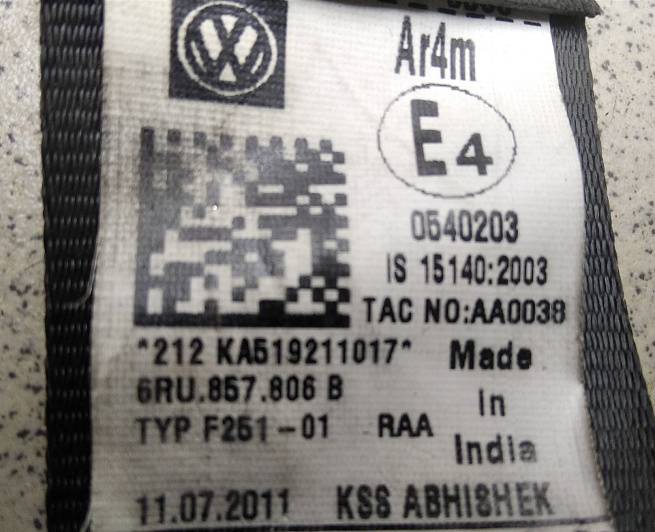 Ar4m
E4
0540203
IS 15140:2003
TAC NO:AA0038
*212 KA519211017* Made
6RU.857.806 B In
TYP F251-01 RAA India
11.07.2011 KSS ABHISHEK